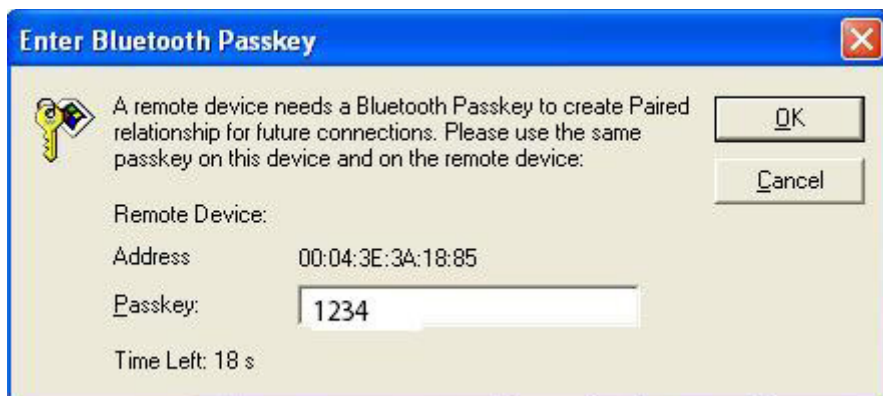 Enter Bluetooth Passkey
A remote device needs a Bluetooth Passkey to create Paired
relationship for future connections. Please use the same
passkey on this device and on the remote device:
OK
Cancel
Remote Device:
Address 00:04:3E:3A:18:85
Passkey: 1234
Time Left: 18 s